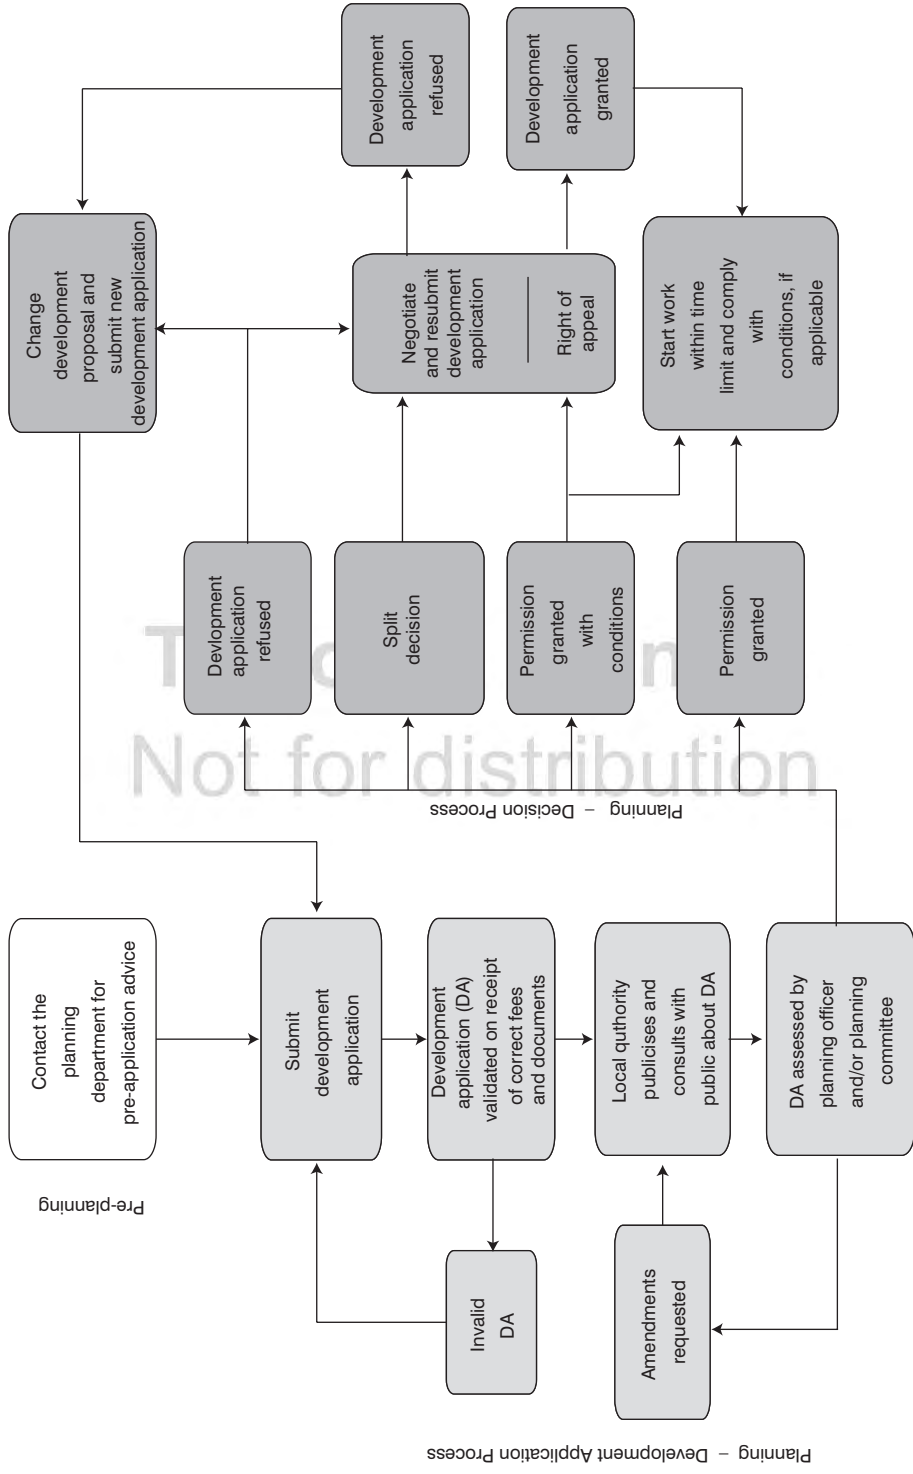 Pre-planning
Contact the
planning
department for
pre-application advice
Planning – Development Application Process
Submit
development
application
Invalid
DA
Development
application (DA)
validated on receipt
of correct fees
and documents
Amendments
requested
Local quthority
publicises and
consults with
public about DA
DA assessed by
planning officer
and/or planning
committee
Planning – Decision Process
Devlopment
application
refused
Split
decision
Permission
granted
with
conditions
Permission
granted
Change
development
proposal and
submit new
development application
Negotiate
and resubmit
development
application
Right of
appeal
Start work
within time
limit and comply
with
conditions, if
applicable
Development
application
refused
Development
application
granted
Not for distribution